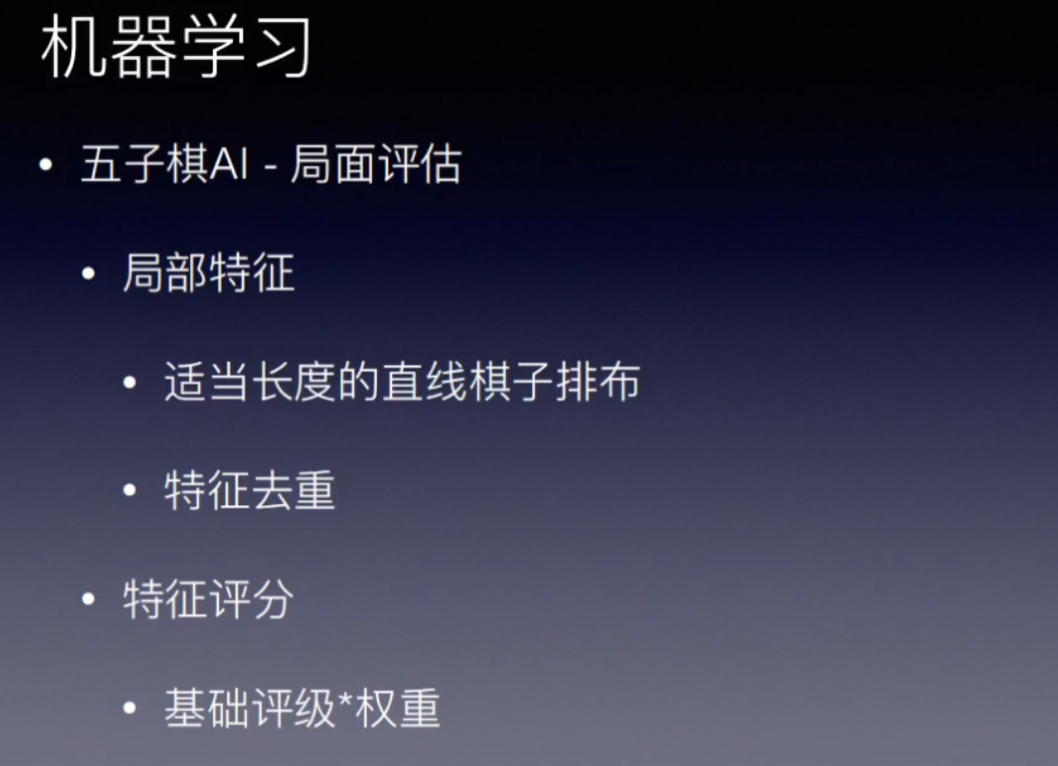 机器学习
• 五子棋AI - 局面评估
• 局部特征
• 适当长度的直线棋子排布
• 特征去重
• 特征评分
• 基础评级*权重